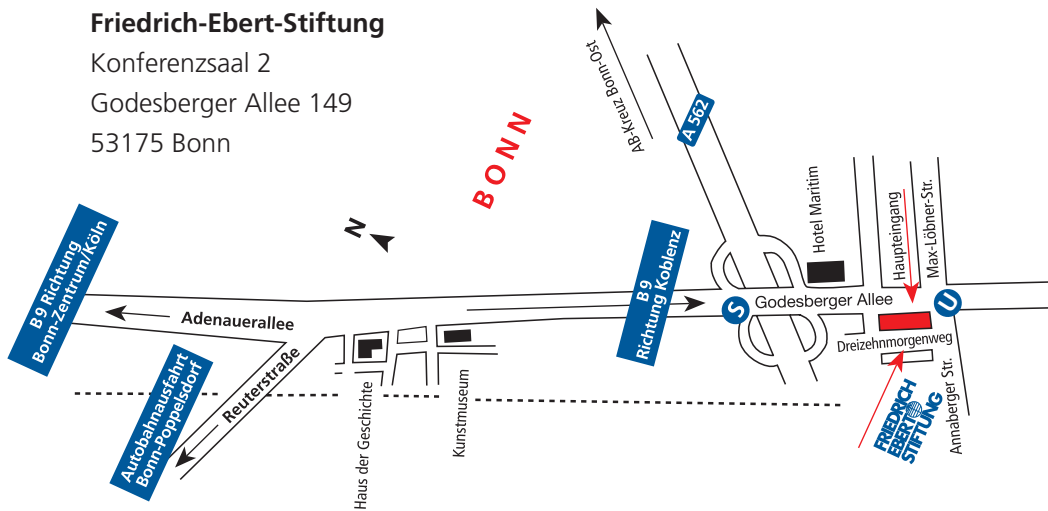 Friedrich-Ebert-Stiftung
Konferenzsaal 2
Godesberger Allee 149
53175 Bonn
BONN
N
AB-Kreuz Bonn-Ost
A 562
Hotel Maritim
Haupteingang
Max-Löbner-Str.
B9 Richtung
Bonn-Zentrum/Köln
Adenauerallee
B9
Richtung Koblenz
S
Godesberger Allee
U
Dreizehnmorgenweg
Autobahnausfahrt
Bonn-Poppelsdorf
Reuterstraße
Haus der Geschichte
Kunstmuseum
FRIEDRICH
EBERT
STIFTUNG
Annaberger Str.